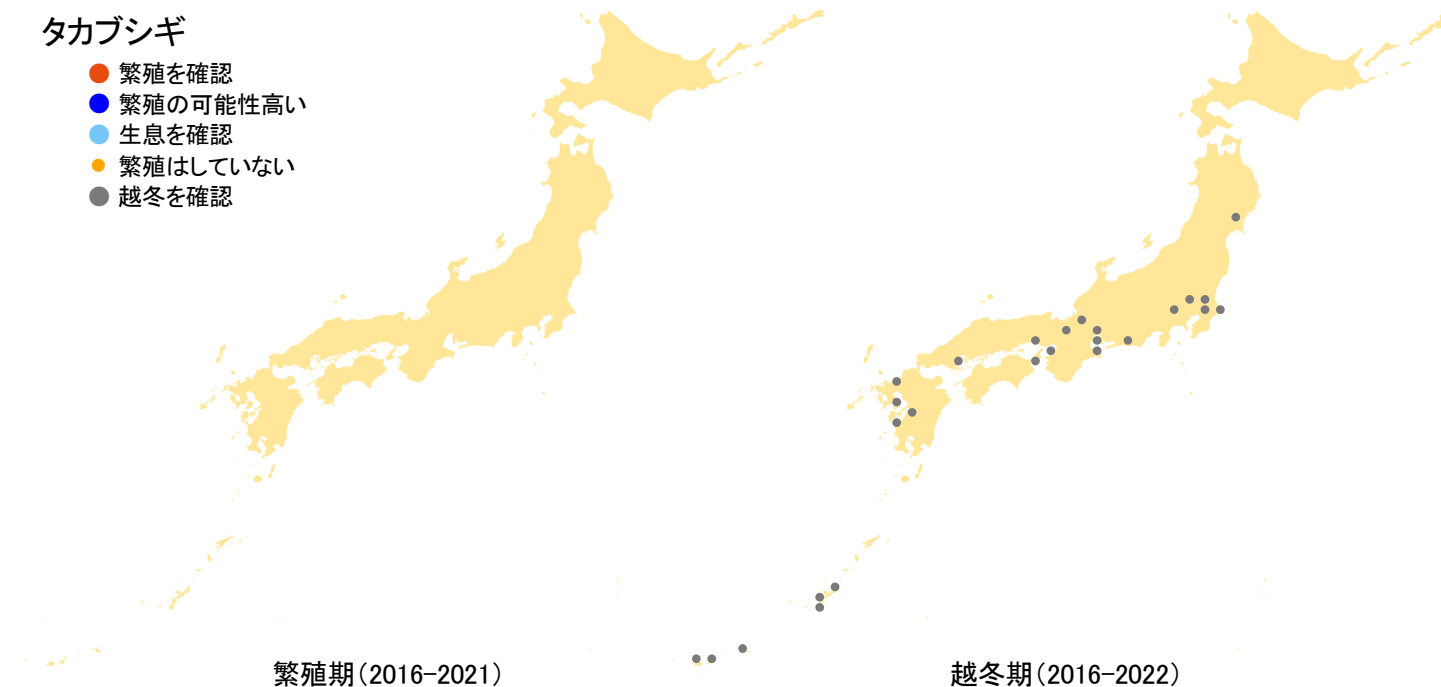 タカブシギ
繁殖を確認
繁殖の可能性高い
生息を確認
繁殖はしていない
越冬を確認
繁殖期（2016-2021）
越冬期（2016-2022）